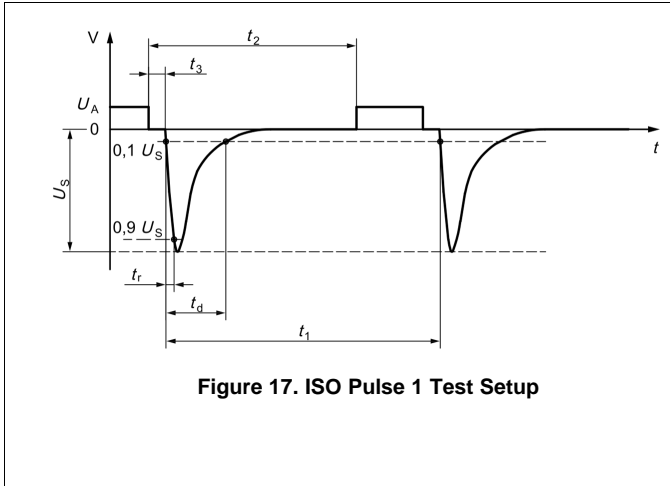 V
t2
t3
UA
0
0,1 US
US
0,9 US
tr
td
t1
t
Figure 17. ISO Pulse 1 Test Setup